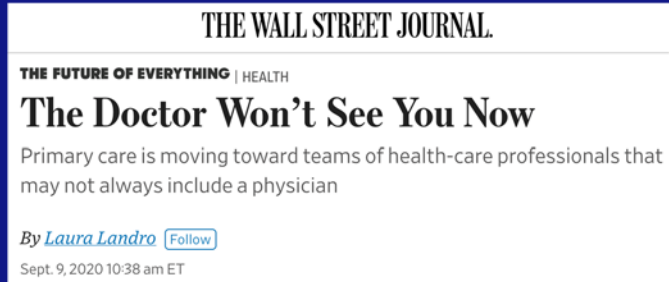 THE WALL STREET JOURNAL.
THE FUTURE OF EVERYTHING | HEALTH
The Doctor Won’t See You Now
Primary care is moving toward teams of health-care professionals that
may not always include a physician
By Laura Landro Follow
Sept. 9, 2020 10:38 am ET